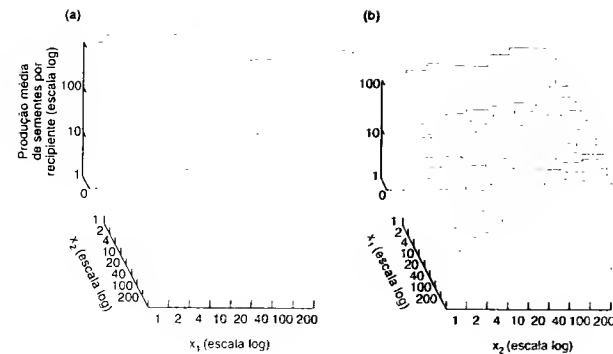 (a)
Produção média
de sementes por
recipiente (escala log)
100
10
1
0
1
2
4
10
20
40
100
200
x₂ (escala log)
1 2 4 10 20 40 100 200
x₁ (escala log)
(b)
100
10
1
0
1
2
4
10
20
40
100
200
x₁ (escala log)
1 2 4 10 20 40 100 200
x₂ (escala log)